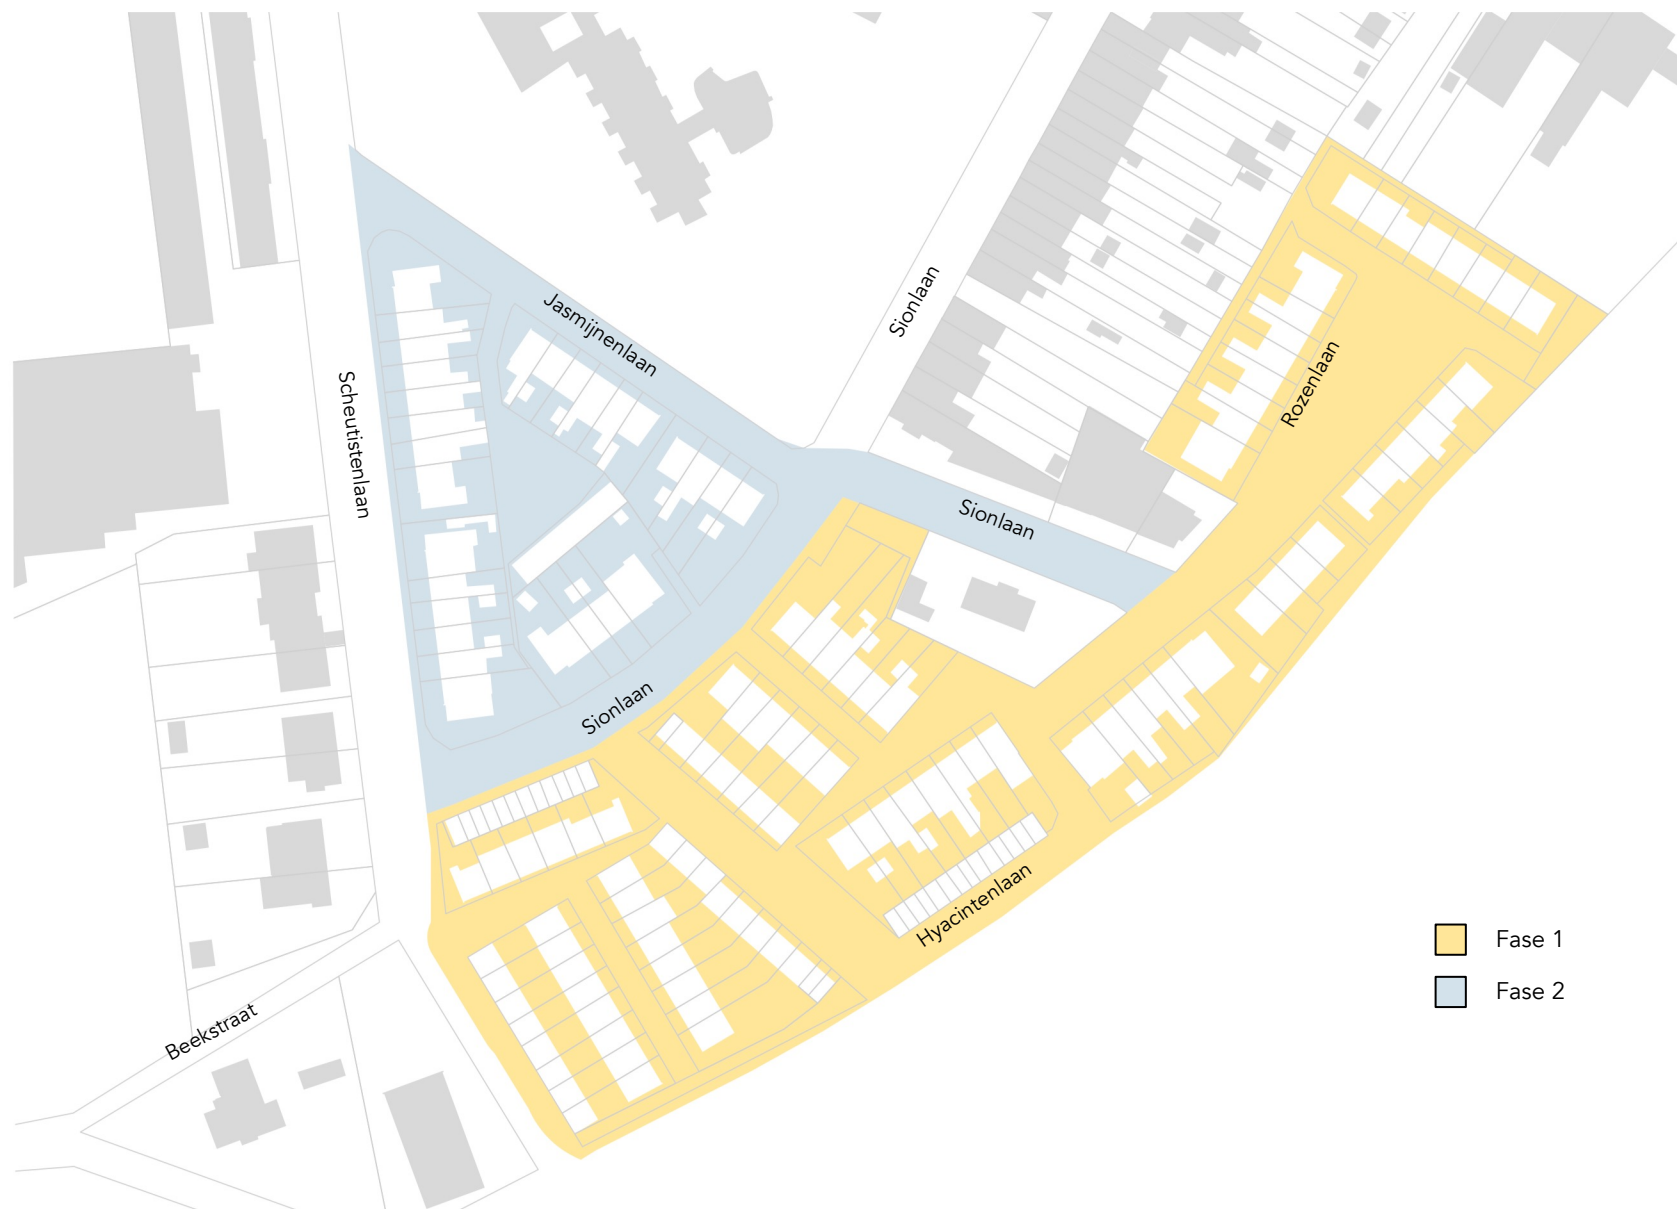 Sionlaan
Jasmijnenlaan
Rozenlaan
Scheutistenlaan
Sionlaan
Sionlaan
Hyacintenlaan
Beekstraat
Fase 1
Fase 2